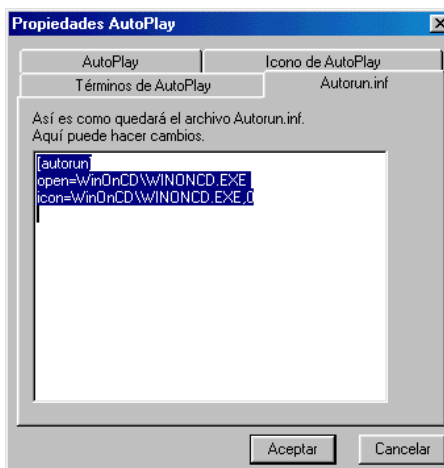 Propiedades AutoPlay
AutoPlay
Icono de AutoPlay
Términos de AutoPlay
Autorun.inf
Así es como quedará el archivo Autorun.inf.
Aquí puede hacer cambios.
[autorun]
open=WinOnCD\WINONCD.EXE
icon=WinOnCD\WINONCD.EXE,0
Aceptar
Cancelar